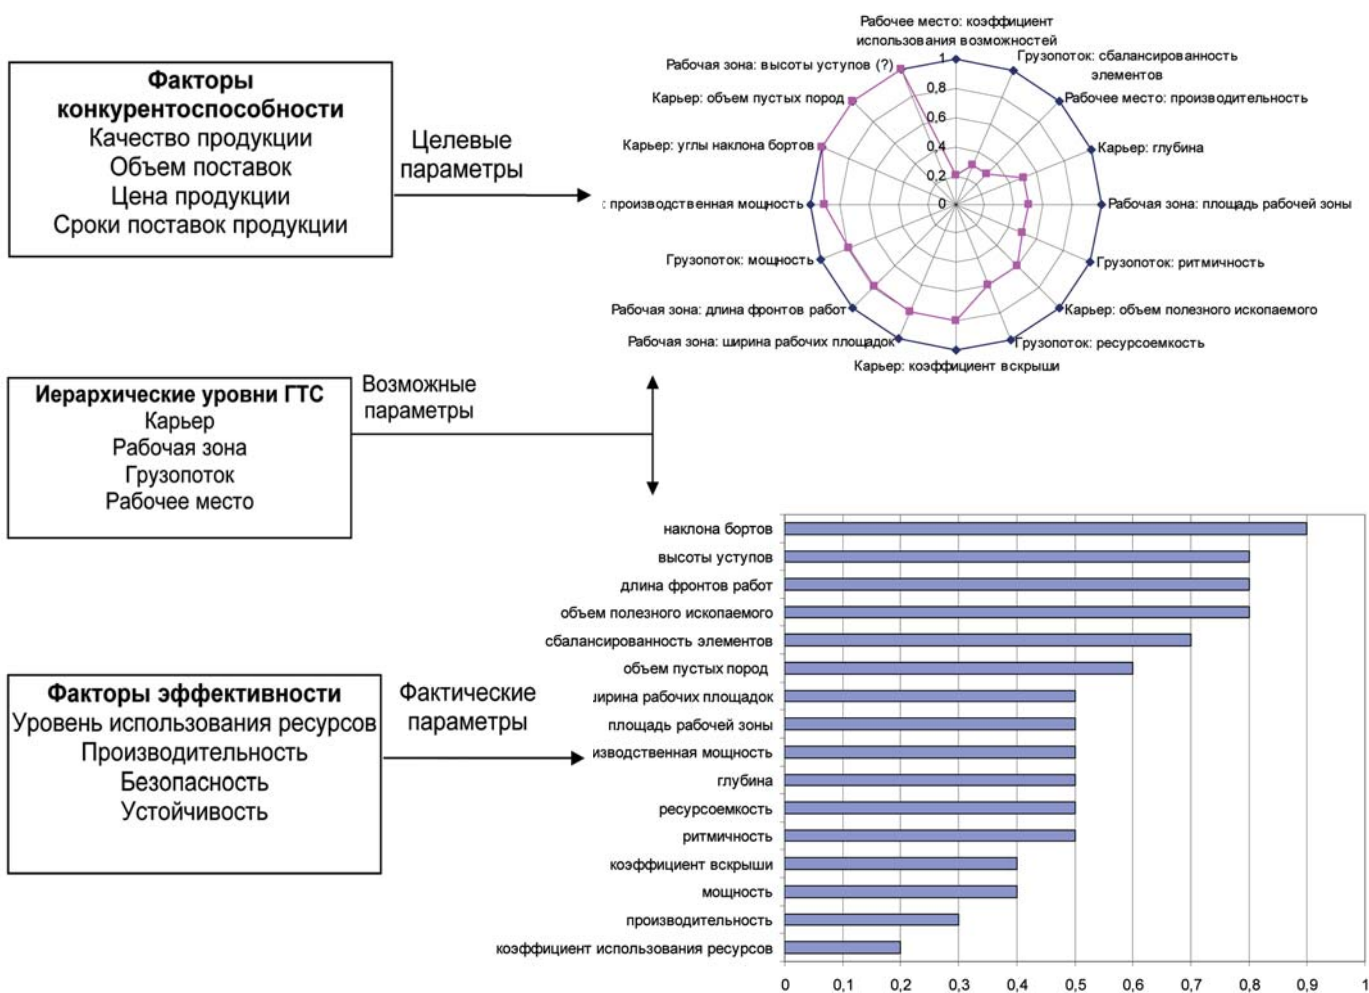 Факторы
конкурентоспособности
Качество продукции
Объем поставок
Цена продукции
Сроки поставок продукции
Целевые
параметры
Рабочее место: коэффициент
использования возможностей
Грузопоток: сбалансированность
элементов
Рабочее место: производительность
Карьер: глубина
Рабочая зона: площадь рабочей зоны
Грузопоток: ритмичность
Карьер: объем полезного ископаемого
Грузопоток: ресурсоемкость
Карьер: коэффициент вскрыши
Рабочая зона: ширина рабочих площадок
Рабочая зона: длина фронтов работ
Грузопоток: мощность
: производственная мощность
Карьер: углы наклона бортов
Карьер: объем пустых пород
Рабочая зона: высоты уступов (?)
1
0,8
0,6
0,4
0,2
0
Иерархические уровни ГТС
Карьер
Рабочая зона
Грузопоток
Рабочее место
Возможные
параметры
Факторы эффективности
Уровень использования ресурсов
Производительность
Безопасность
Устойчивость
Фактические
параметры
наклона бортов
высоты уступов
длина фронтов работ
объем полезного ископаемого
сбалансированность элементов
объем пустых пород
ширина рабочих площадок
площадь рабочей зоны
изводственная мощность
глубина
ресурсоемкость
ритмичность
коэффициент вскрыши
мощность
производительность
коэффициент использования ресурсов
0 0,1 0,2 0,3 0,4 0,5 0,6 0,7 0,8 0,9 1